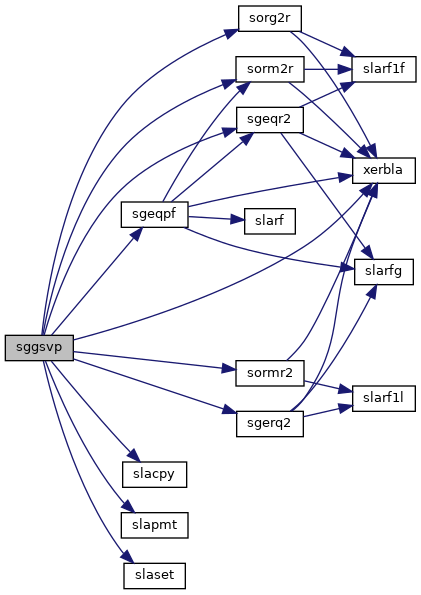 sorg2r
sorm2r
slarf1f
sgeqr2
xerbla
sgeqpf
slarf
slarfg
sggsvp
sormr2
slarf1l
sgerq2
slacpy
slapmt
slaset